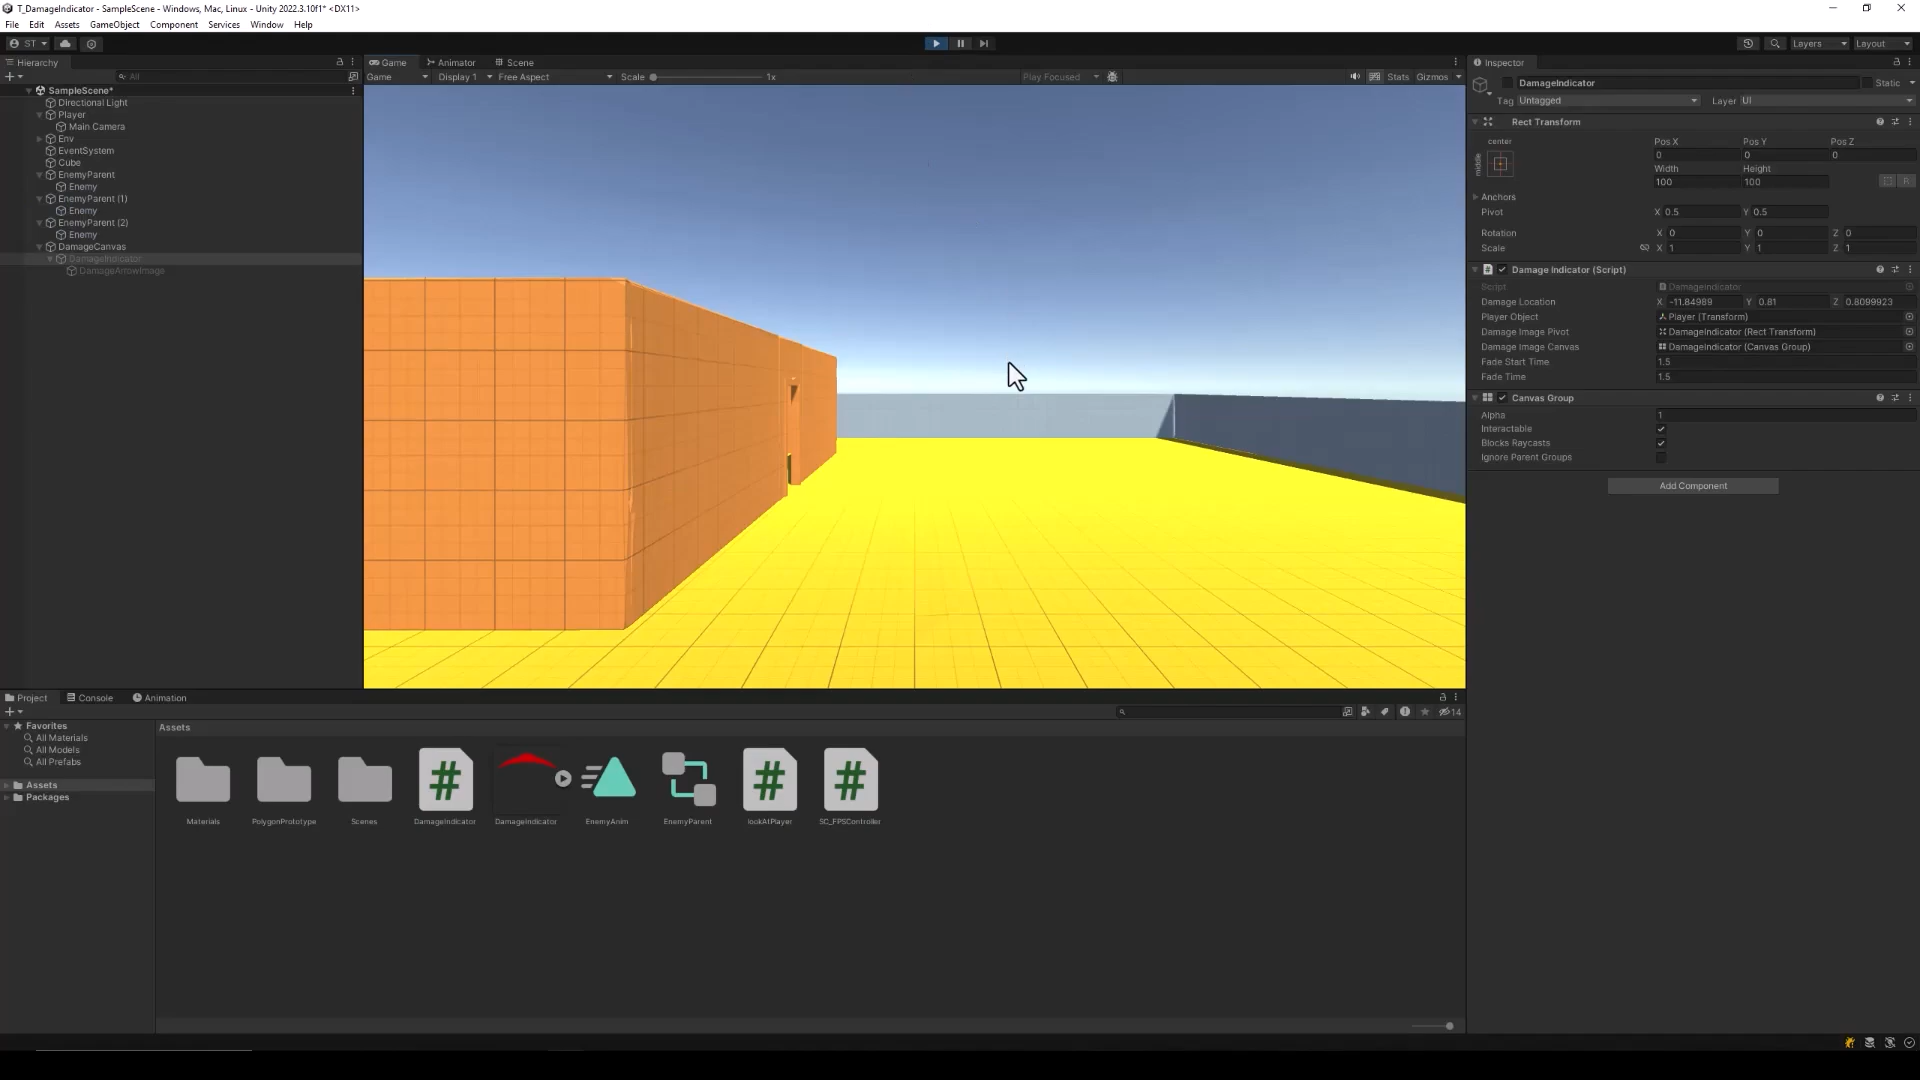 T_DamageIndicator - SampleScene - Windows, Mac, Linux - Unity 2022.3.10f1* <DX11>
File Edit Assets GameObject Component Services Window Help
ST
Layers Layout
Hierarchy
All
SampleScene*
Directional Light
Player
Main Camera
Env
EventSystem
Cube
EnemyParent
Enemy
EnemyParent (1)
Enemy
EnemyParent (2)
Enemy
DamageCanvas
DamageIndicator
DamageArrowImage
Game Animator Scene
Game Display 1 Free Aspect Scale 1x Play Focused Stats Gizmos
Inspector
DamageIndicator Static
Tag Untagged Layer UI
Rect Transform
center
middle
Pos X Pos Y Pos Z
0 0 0
Width Height
100 100
R
Anchors
Pivot X 0.5 Y 0.5
Rotation X 0 Y 0 Z 0
Scale X 1 Y 1 Z 1
# Damage Indicator (Script)
Script DamageIndicator
Damage Location X -11.84989 Y 0.81 Z 0.8099923
Player Object Player (Transform)
Damage Image Pivot DamageIndicator (Rect Transform)
Damage Image Canvas DamageIndicator (Canvas Group)
Fade Start Time 1.5
Fade Time 1.5
Canvas Group
Alpha 1
Interactable
Blocks Raycasts
Ignore Parent Groups
Add Component
Project Console Animation
14
Favorites
All Materials
All Models
All Prefabs
Assets
Packages
Assets
# # #
Materials PolygonPrototype Scenes DamageIndicator DamageIndicator EnemyAnim EnemyParent lookAtPlayer SC_FPSController